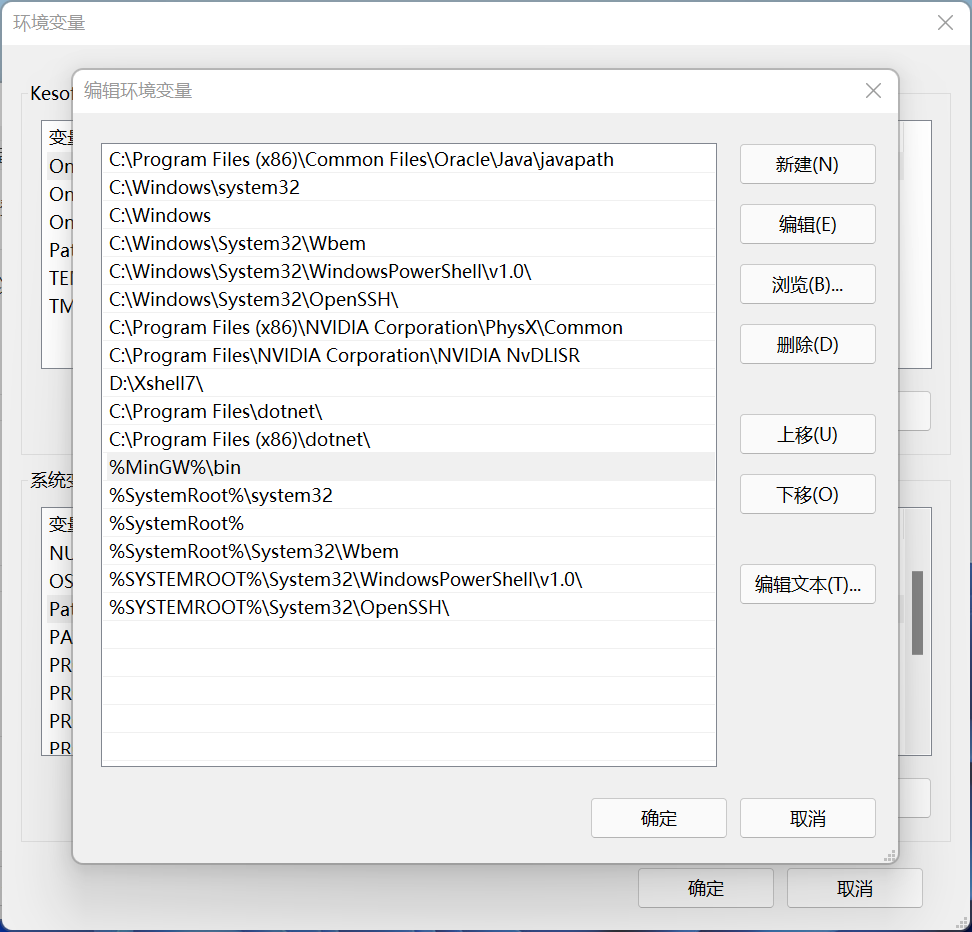 环境变量
编辑环境变量
C:\Program Files (x86)\Common Files\Oracle\Java\javapath
C:\Windows\system32
C:\Windows
C:\Windows\System32\Wbem
C:\Windows\System32\WindowsPowerShell\v1.0\
C:\Windows\System32\OpenSSH\
C:\Program Files (x86)\NVIDIA Corporation\PhysX\Common
C:\Program Files\NVIDIA Corporation\NVIDIA NvDLISR
D:\Xshell7\
C:\Program Files\dotnet\
C:\Program Files (x86)\dotnet\
%MinGW%\bin
%SystemRoot%\system32
%SystemRoot%
%SystemRoot%\System32\Wbem
%SYSTEMROOT%\System32\WindowsPowerShell\v1.0\
%SYSTEMROOT%\System32\OpenSSH\
新建(N)
编辑(E)
浏览(B)...
删除(D)
上移(U)
下移(O)
编辑文本(T)...
确定
取消
Keso
变量
On
On
On
Pat
TE
TM
系统变
变量
NU
OS
Pat
PA
PR
PR
PR
PR
确定
取消